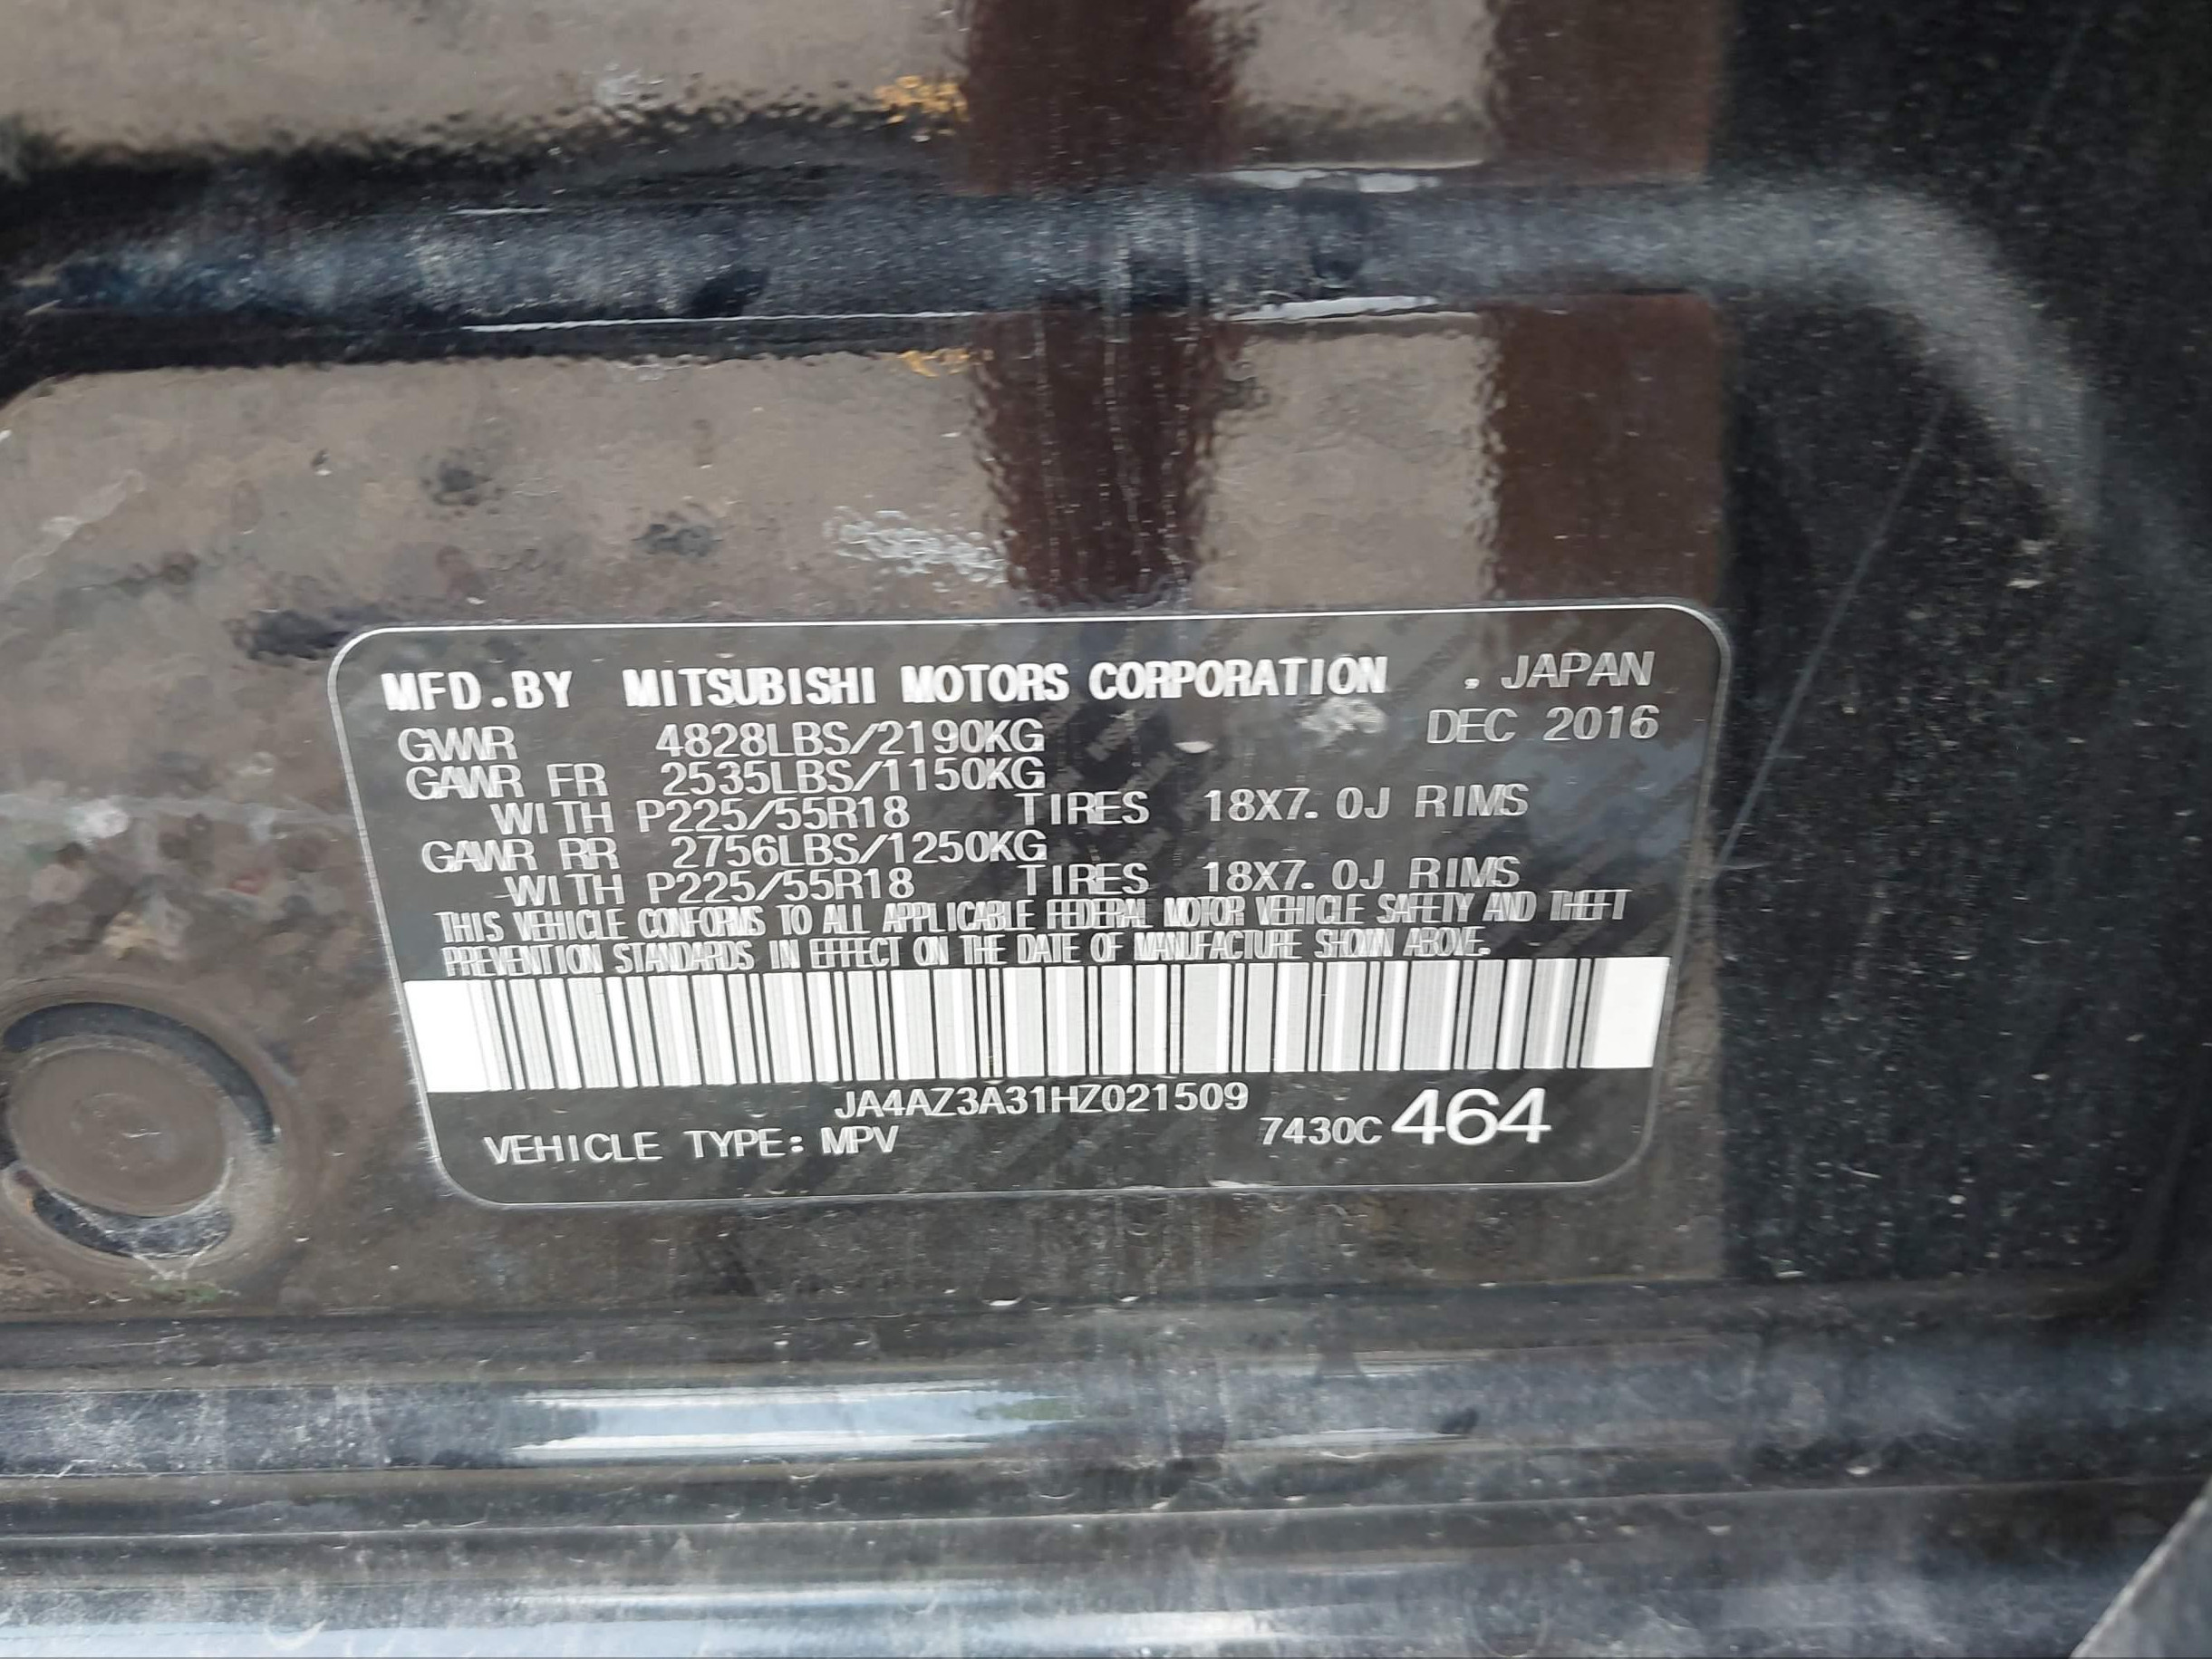 MFD.BY MITSUBISHI MOTORS CORPORATION , JAPAN
GVWR 4828LBS/2190KG DEC 2016
GAWR FR 2535LBS/1150KG
WITH P225/55R18 TIRES 18X7.0J RIMS
GAWR RR 2756LBS/1250KG
WITH P225/55R18 TIRES 18X7.0J RIMS
THIS VEHICLE CONFORMS TO ALL APPLICABLE FEDERAL MOTOR VEHICLE SAFETY AND THEFT
PREVENTION STANDARDS IN EFFECT ON THE DATE OF MANUFACTURE SHOWN ABOVE.
JA4AZ3A31HZ021509
VEHICLE TYPE: MPV 7430C 464